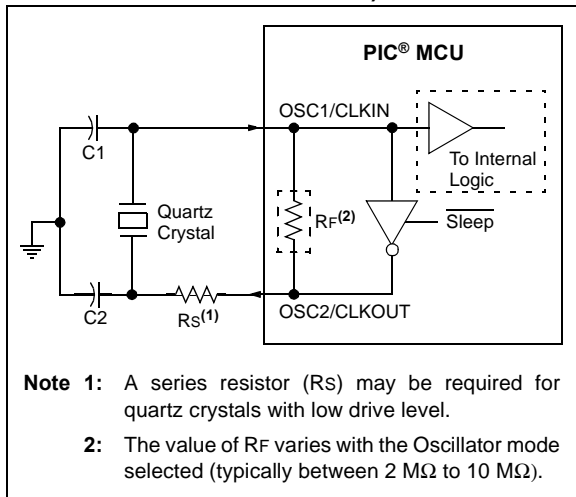 PIC® MCU
OSC1/CLKIN
C1
To Internal
Logic
Quartz
Crystal
RF(2)
Sleep
C2
RS(1)
OSC2/CLKOUT
Note 1: A series resistor (RS) may be required for
quartz crystals with low drive level.
2: The value of RF varies with the Oscillator mode
selected (typically between 2 MΩ to 10 MΩ).